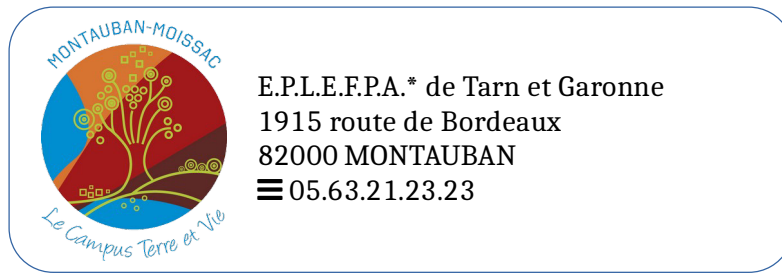 MONTAUBAN-MOISSAC
Le Campus Terre et Vie
E.P.L.E.F.P.A.* de Tarn et Garonne
1915 route de Bordeaux
82000 MONTAUBAN
05.63.21.23.23